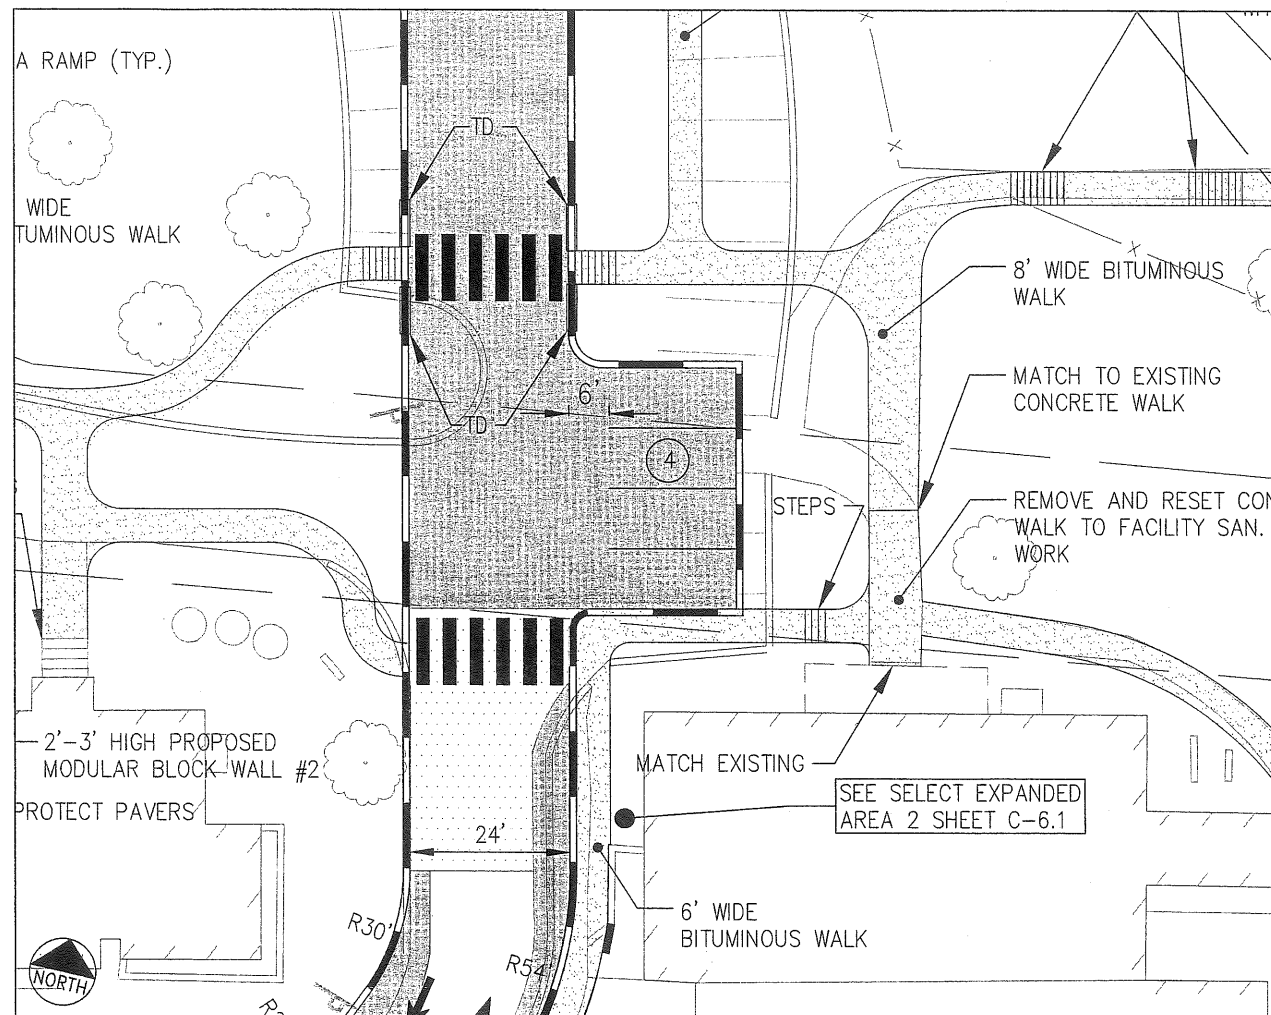 A RAMP (TYP.)
TD
WIDE
TUMINOUS WALK
8' WIDE BITUMINOUS
WALK
6'
MATCH TO EXISTING
CONCRETE WALK
TD
4
STEPS
REMOVE AND RESET CON
WALK TO FACILITY SAN.
WORK
2'-3' HIGH PROPOSED
MODULAR BLOCK WALL #2
PROTECT PAVERS
MATCH EXISTING
SEE SELECT EXPANDED
AREA 2 SHEET C-6.1
24'
6' WIDE
BITUMINOUS WALK
R30'
R54'
NORTH